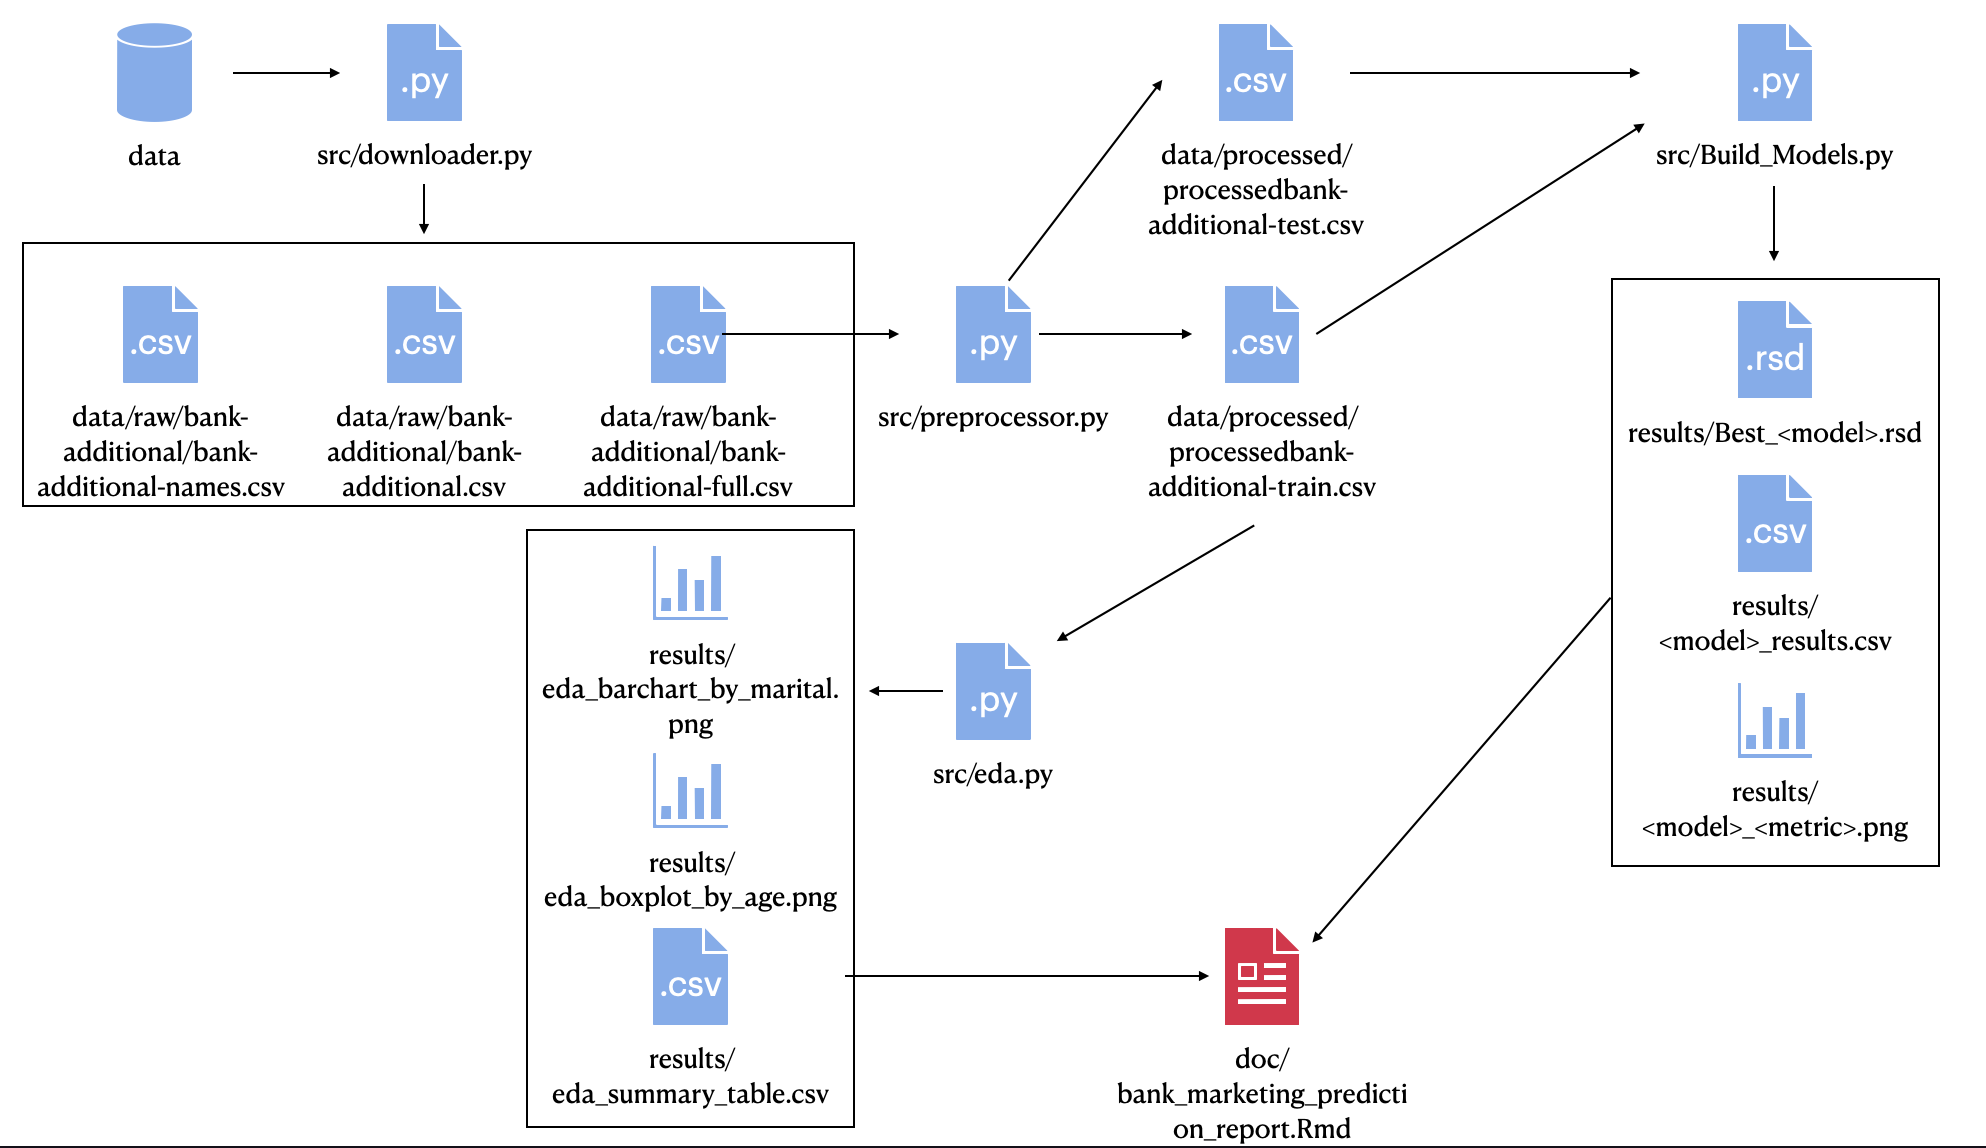 .py
data
src/downloader.py
.csv
data/raw/bank-
additional/bank-
additional-names.csv
.csv
data/raw/bank-
additional/bank-
additional.csv
.csv
data/raw/bank-
additional/bank-
additional-full.csv
.py
src/preprocessor.py
.csv
data/processed/
processedbank-
additional-test.csv
.csv
data/processed/
processedbank-
additional-train.csv
.py
src/Build_Models.py
.rsd
results/Best_<model>.rsd
.csv
results/
<model>_results.csv
results/
<model>_<metric>.png
.py
src/eda.py
results/
eda_barchart_by_marital.
png
results/
eda_boxplot_by_age.png
.csv
results/
eda_summary_table.csv
doc/
bank_marketing_predicti
on_report.Rmd